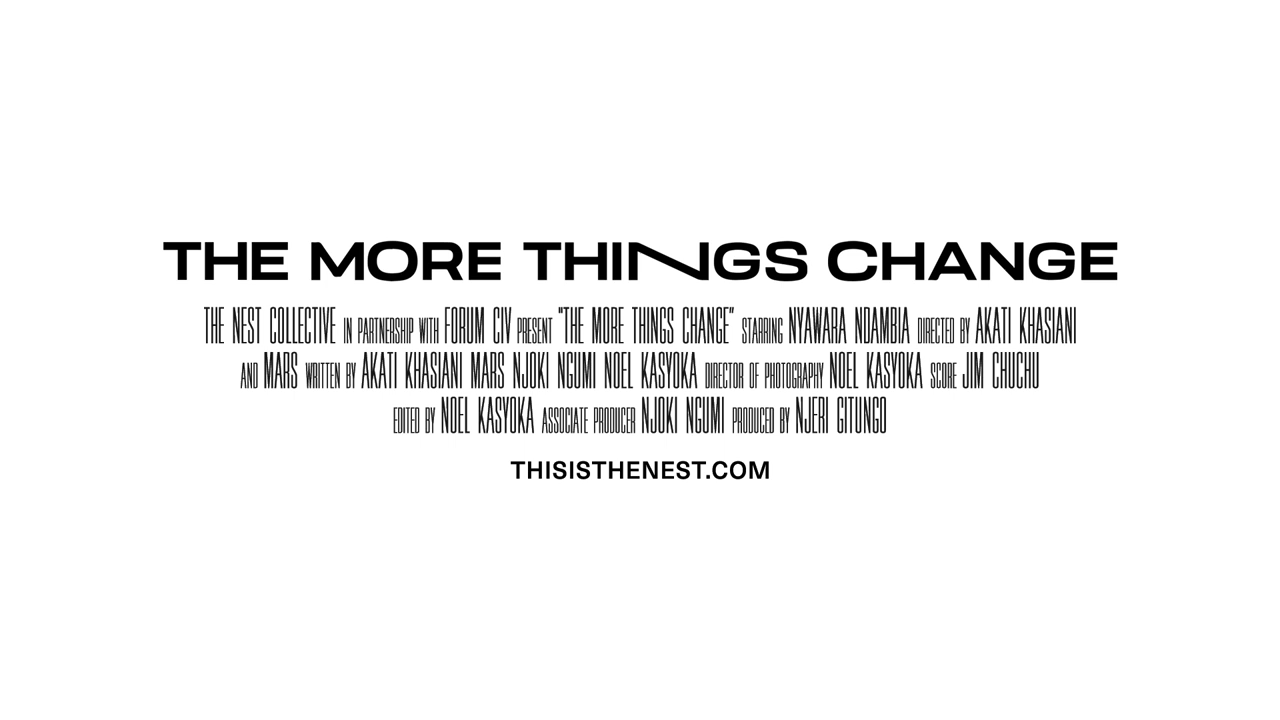 THE MORE THINGS CHANGE
THE NEST COLLECTIVE IN PARTNERSHIP WITH FORUM CIV PRESENT "THE MORE THINGS CHANGE" STARRING NYAWARA NDAMBIA DIRECTED BY AKATI KHASIANI
AND MARS WRITTEN BY AKATI KHASIANI MARS NJOKI NGUMI NOEL KASYOKA DIRECTOR OF PHOTOGRAPHY NOEL KASYOKA SCORE JIM CHUCHU
EDITED BY NOEL KASYOKA ASSOCIATE PRODUCER NJOKI NGUMI PRODUCED BY NJERI GITUNGO
THISISTHENEST.COM